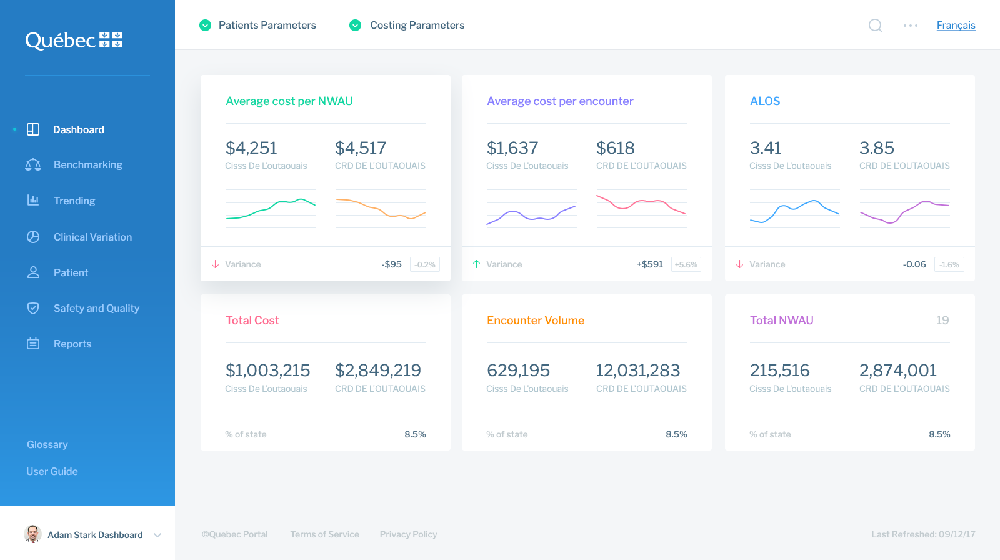 Québec
Patients Parameters
Costing Parameters
Français
Dashboard
Benchmarking
Trending
Clinical Variation
Patient
Safety and Quality
Reports
Glossary
User Guide
Adam Stark Dashboard
Average cost per NWAU
$4,251
Cisss De L'outaouais
$4,517
CRD DE L'OUTAOUAIS
Variance
-$95
-0.2%
Average cost per encounter
$1,637
Cisss De L'outaouais
$618
CRD DE L'OUTAOUAIS
Variance
+$591
+5.6%
ALOS
3.41
Cisss De L'outaouais
3.85
CRD DE L'OUTAOUAIS
Variance
-0.06
-1.6%
Total Cost
$1,003,215
Cisss De L'outaouais
$2,849,219
CRD DE L'OUTAOUAIS
% of state
8.5%
Encounter Volume
629,195
Cisss De L'outaouais
12,031,283
CRD DE L'OUTAOUAIS
% of state
8.5%
Total NWAU
19
215,516
Cisss De L'outaouais
2,874,001
CRD DE L'OUTAOUAIS
% of state
8.5%
©Quebec Portal
Terms of Service
Privacy Policy
Last Refreshed: 09/12/17